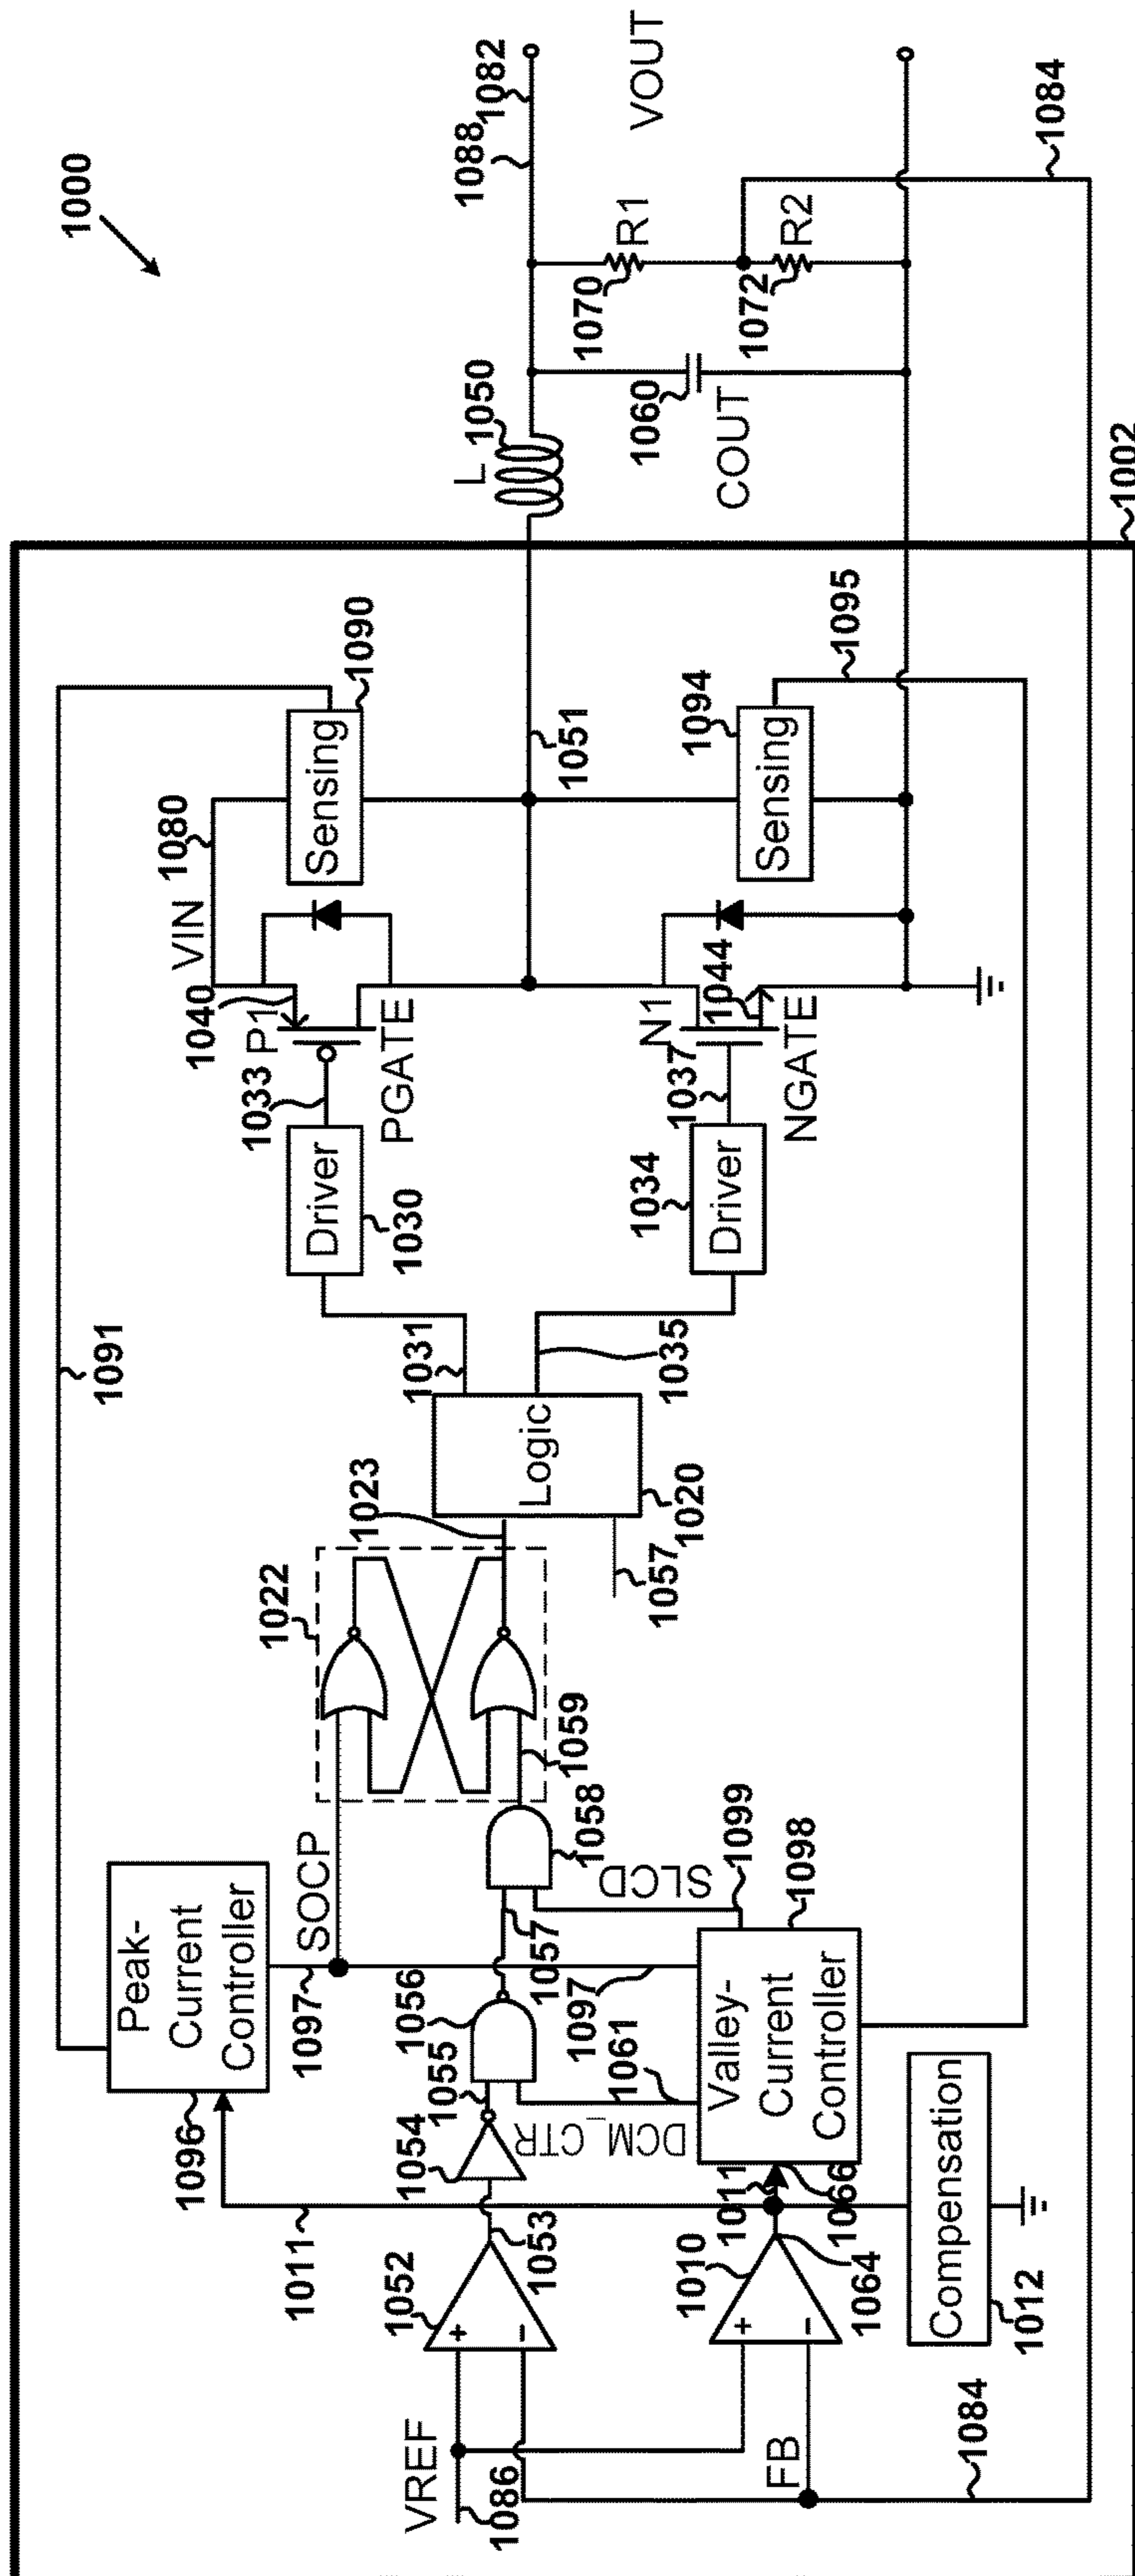 1000
1002
1091
1080
VIN
1040
P1
1033
PGATE
Driver
1030
Sensing
1090
1051
L
1050
1088
1082
VOUT
1070
R1
1072
R2
1060
COUT
1084
Sensing
1094
1095
N1
1044
1037
NGATE
Driver
1034
1031
1035
Logic
1020
1057
1023
1022
1059
1058
SOCP
1097
Peak-
Current
Controller
1096
1056
1057
1055
1054
1061
DCM_CTR
1097
SLCD
1099
1098
Valley-
Current
Controller
1066
1011
1011
1053
1052
+
-
1010
+
-
1064
Compensation
1012
VREF
1086
FB
1084